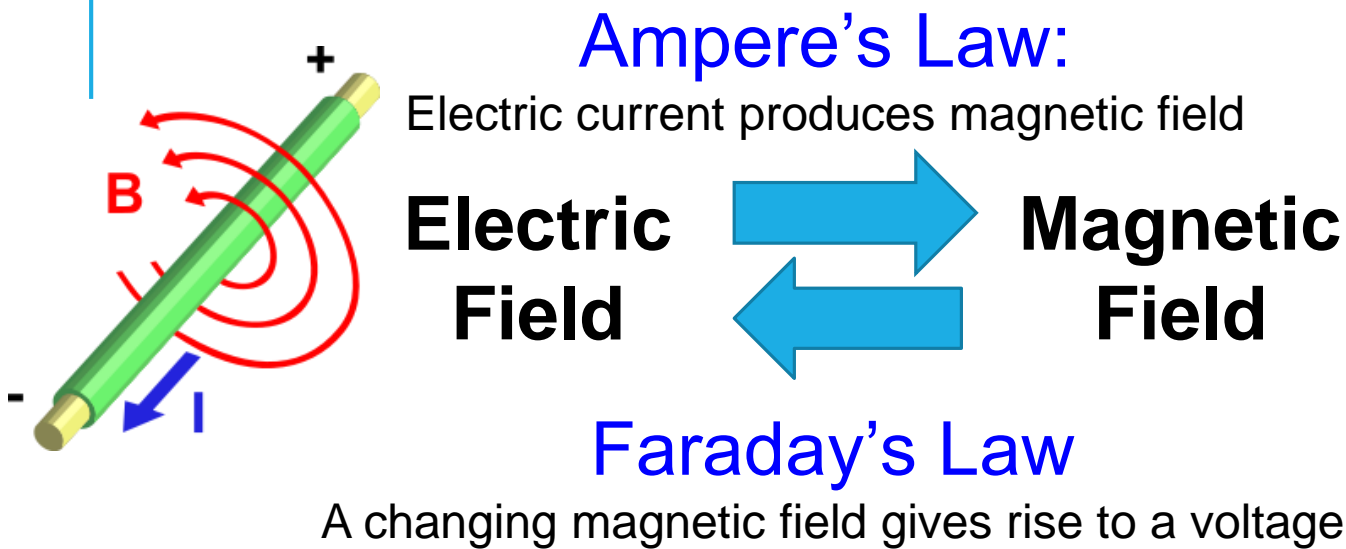 Ampere’s Law:
+
Electric current produces magnetic field
B
Electric
Field
Magnetic
Field
-
I
Faraday’s Law
A changing magnetic field gives rise to a voltage